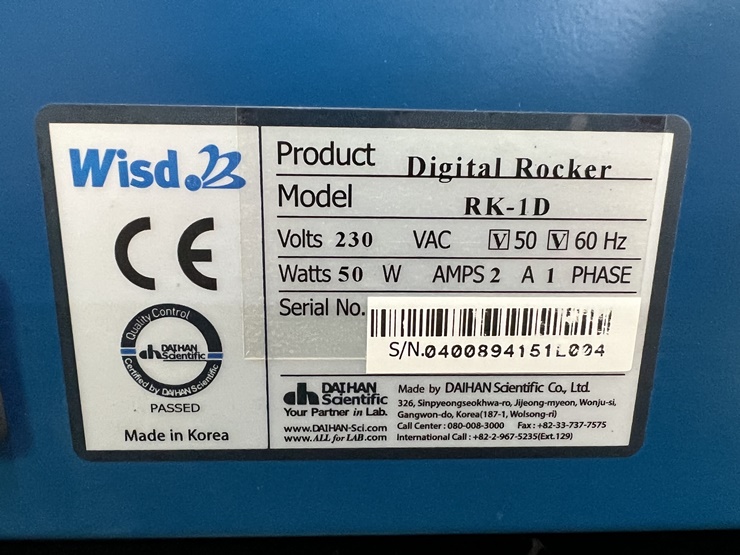 Wisd.
CE
Quality Control
DAIHAN
Scientific
Certified by DAIHAN Scientific
PASSED
Made in Korea
Product Digital Rocker
Model RK-1D
Volts 230 VAC V 50 V 60 Hz
Watts 50 W AMPS 2 A 1 PHASE
Serial No.
S/N.0400894151L004
DAIHAN
Scientific
Your Partner in Lab.
www.DAIHAN-Sci.com
www.ALL for LAB.com
Made by DAIHAN Scientific Co., Ltd.
326, Sinpyeongseokhwa-ro, Jijeong-myeon, Wonju-si,
Gangwon-do, Korea(187-1, Wolsong-ri)
Call Center : 080-008-3000 Fax : +82-33-737-7575
International Call : +82-2-967-5235(Ext.129)